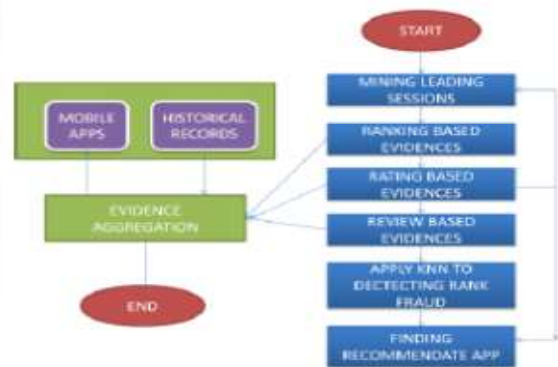 START
MINING LEADING
SESSIONS
MOBILE
APPS
HISTORICAL
RECORDS
RANKING BASED
EVIDENCES
RATING BASED
EVIDENCES
EVIDENCE
AGGREGATION
REVIEW BASED
EVIDENCES
APPLY KNN TO
DECTECTING RANK
FRAUD
END
FINDING
RECOMMENDATE APP